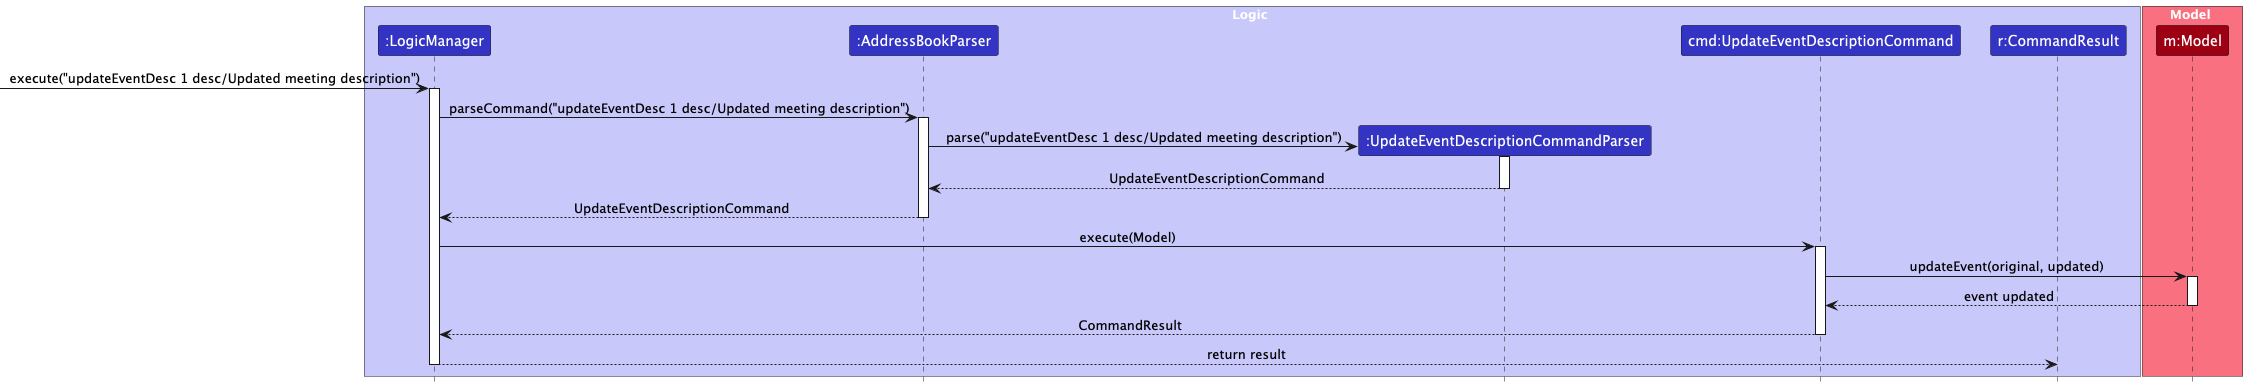 Logic
Model
:LogicManager
:AddressBookParser
cmd:UpdateEventDescriptionCommand
r:CommandResult
m:Model
execute("updateEventDesc 1 desc/Updated meeting description")
parseCommand("updateEventDesc 1 desc/Updated meeting description")
parse("updateEventDesc 1 desc/Updated meeting description")
:UpdateEventDescriptionCommandParser
UpdateEventDescriptionCommand
UpdateEventDescriptionCommand
execute(Model)
updateEvent(original, updated)
event updated
CommandResult
return result